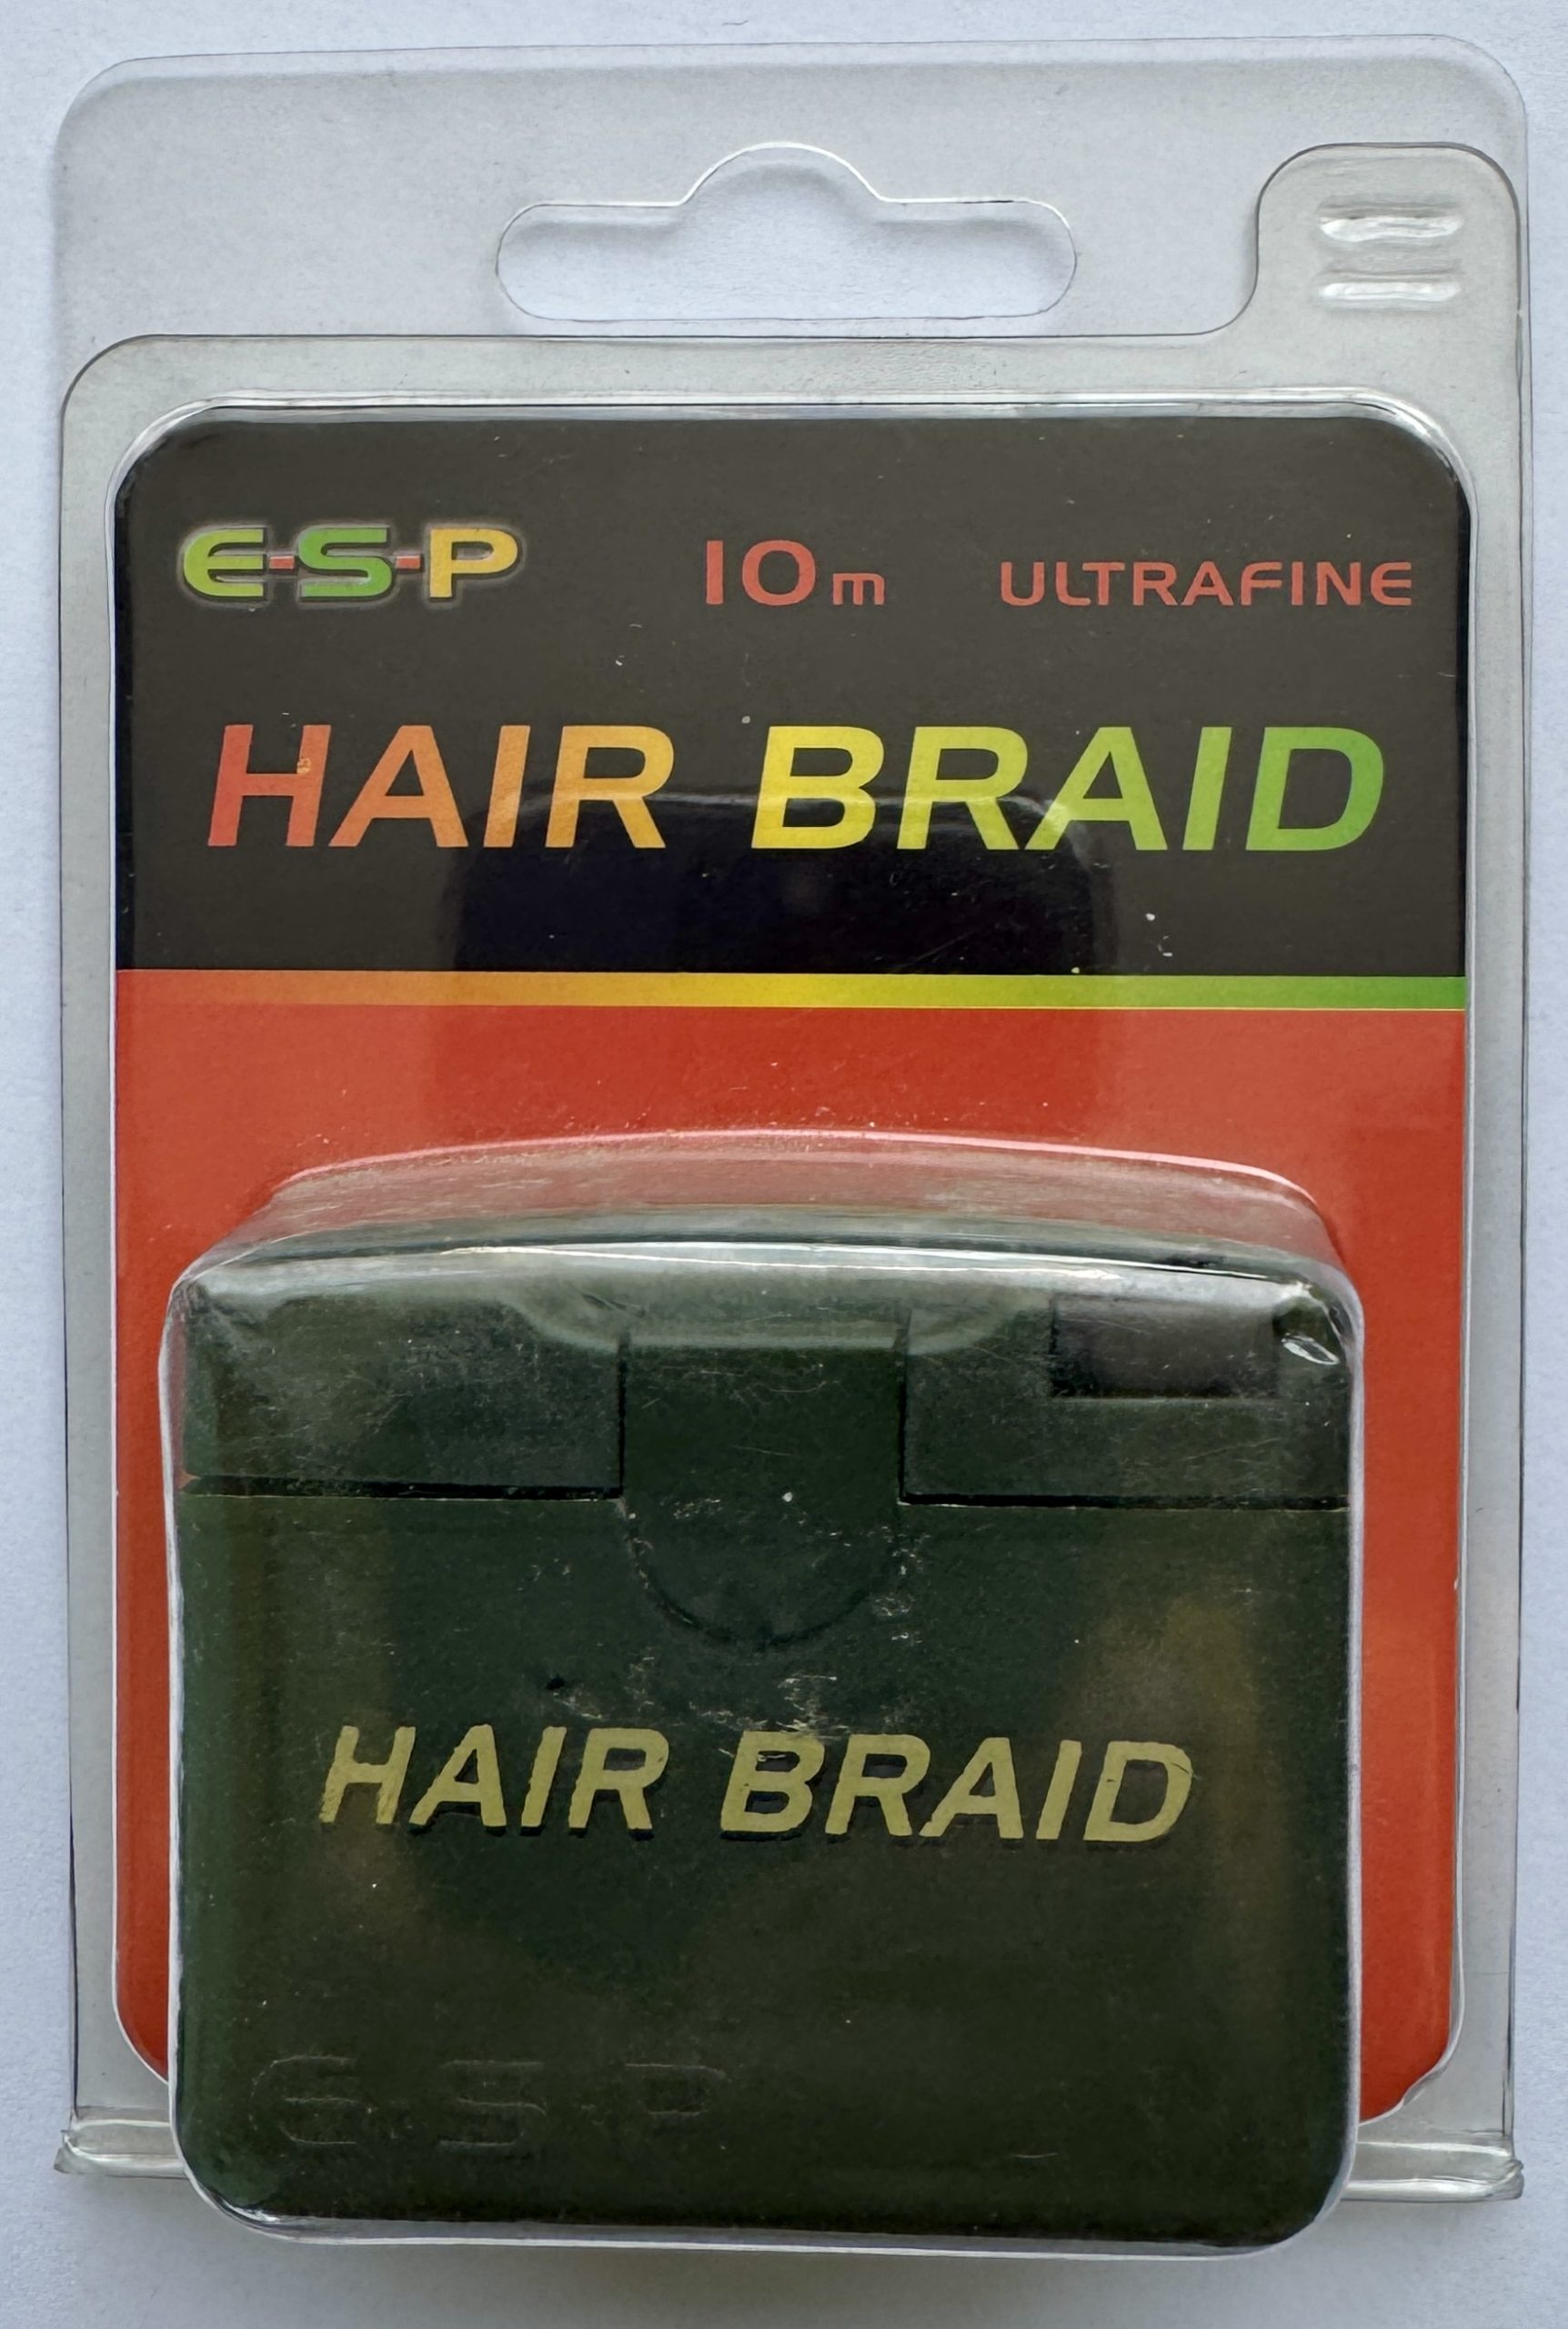 E-S-P 10m ULTRAFINE
HAIR BRAID
HAIR BRAID
E-S-P